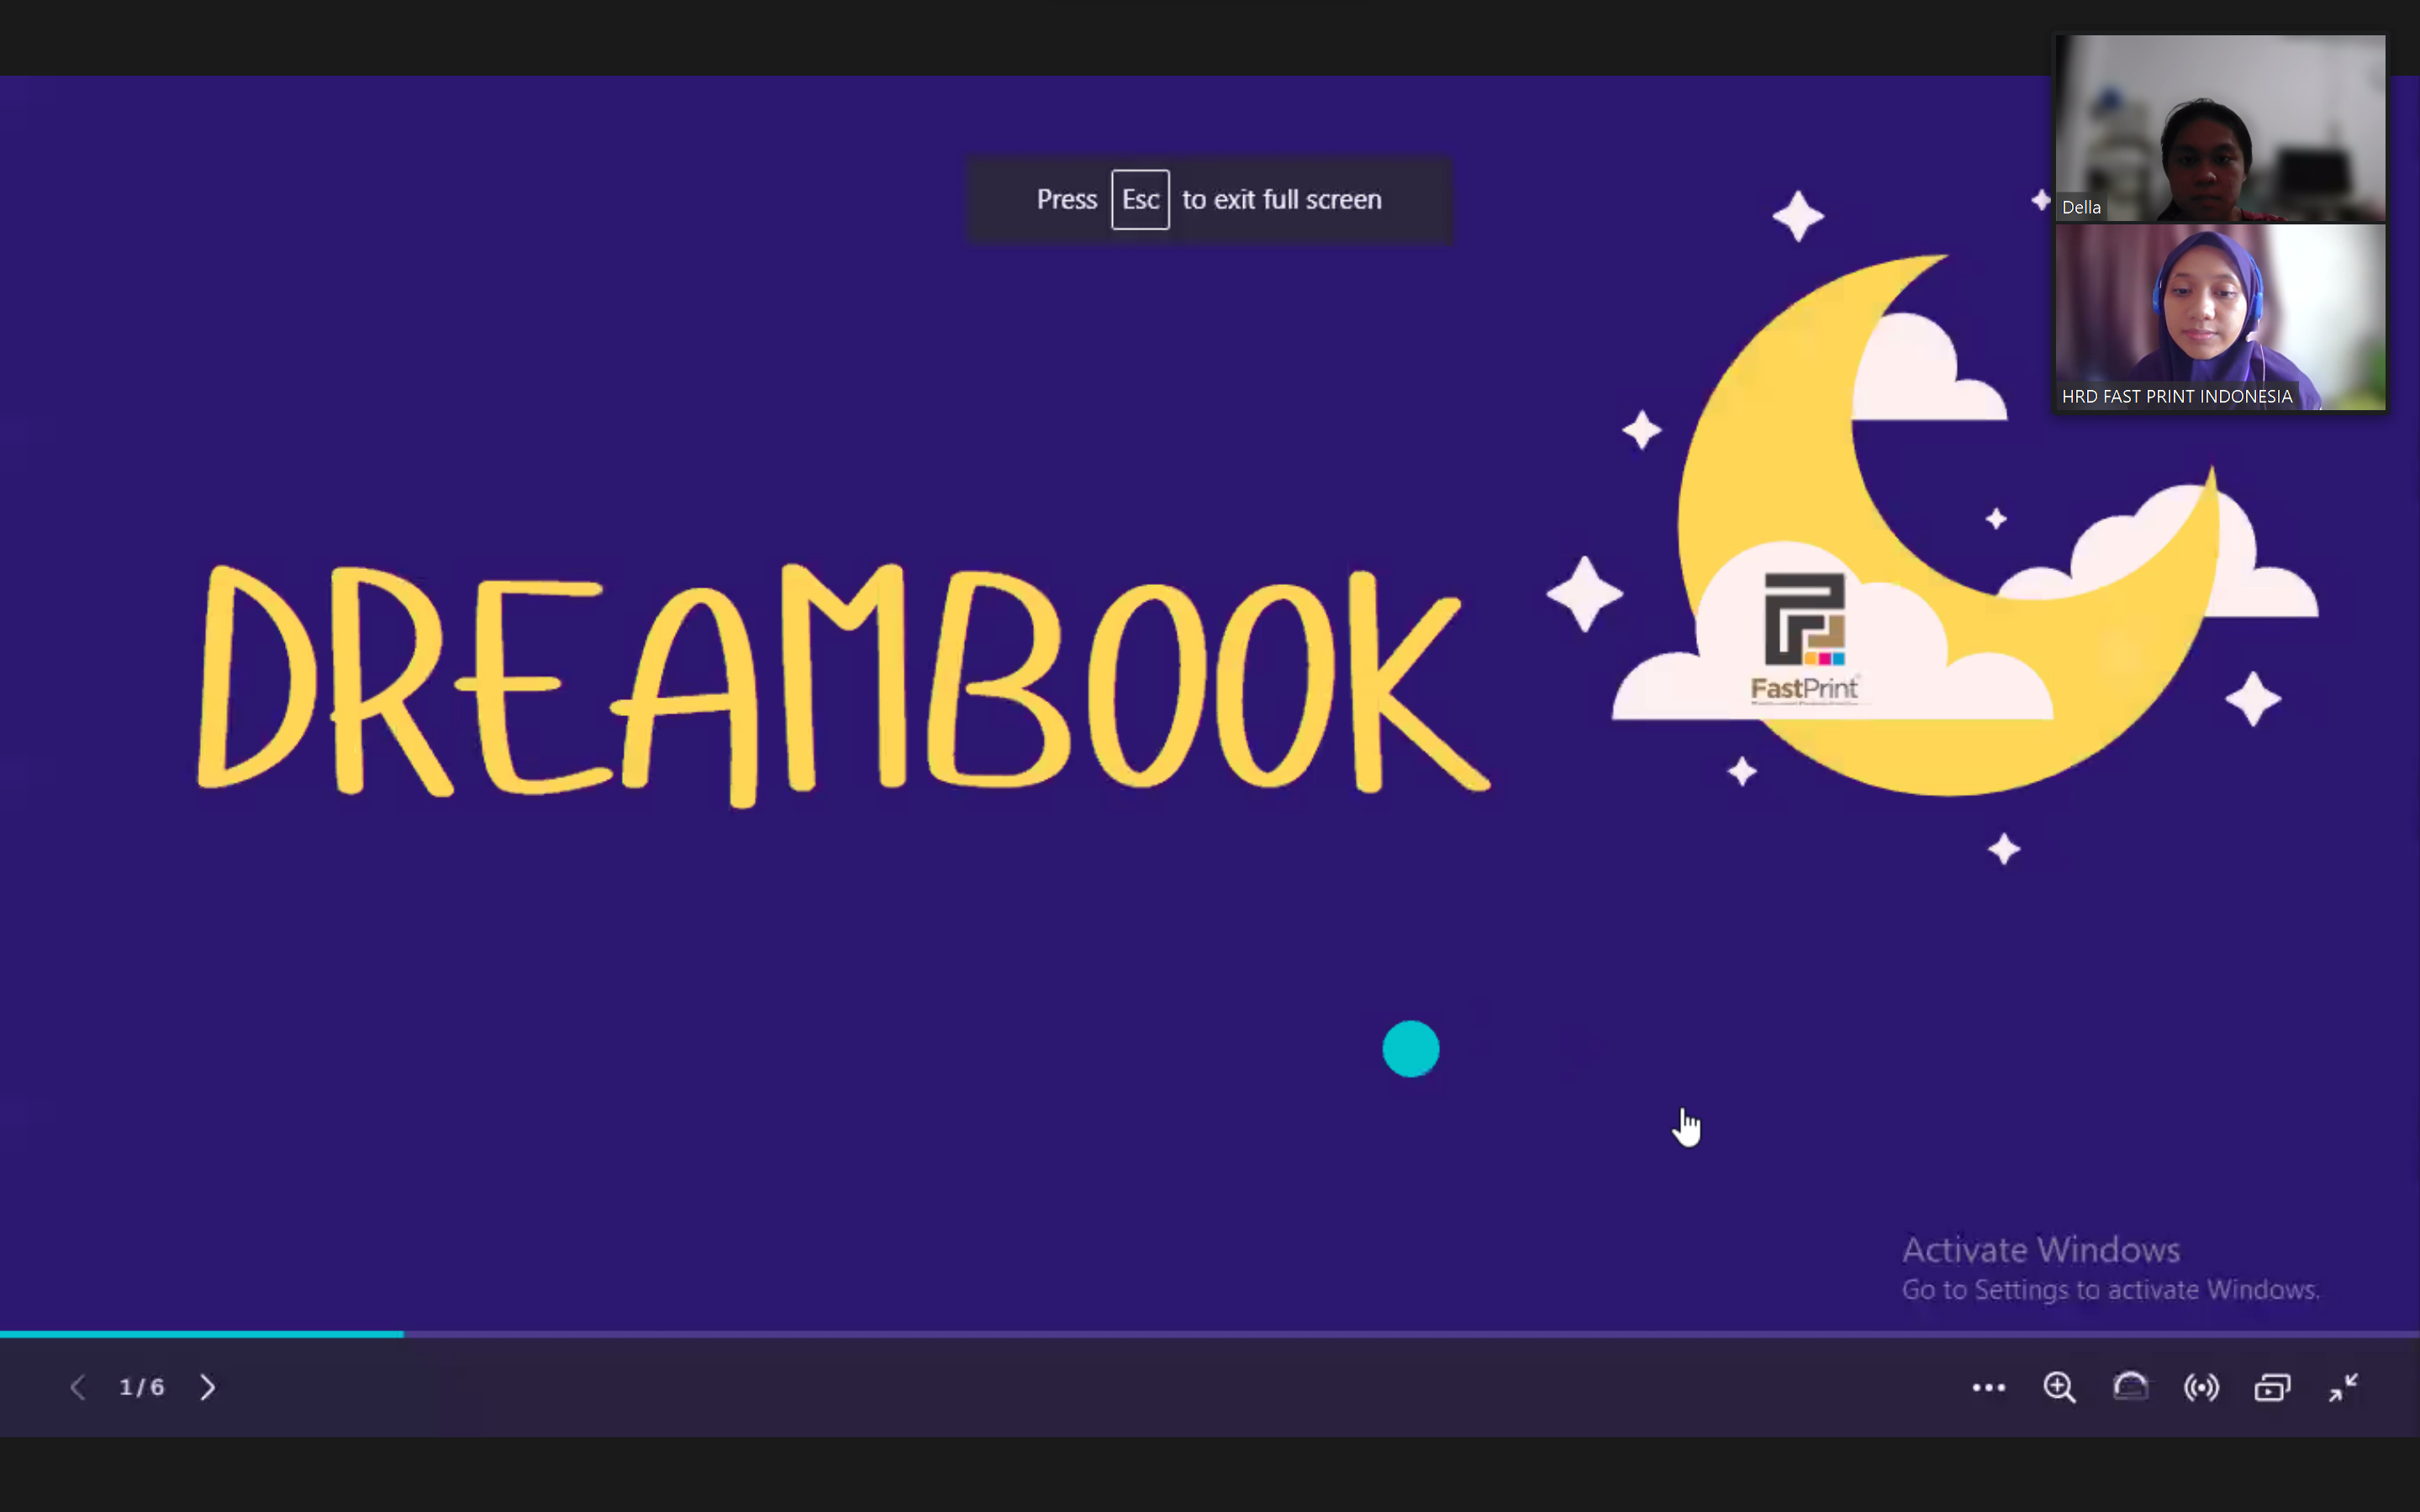 Press Esc to exit full screen
Della
HRD FAST PRINT INDONESIA
DREAMBOOK
FastPrint
Activate Windows
Go to Settings to activate Windows.
1/6